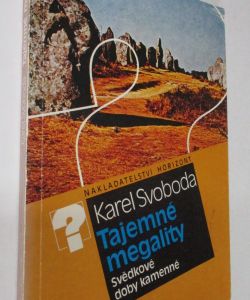 NAKLADATELSTVÍ HORIZONT
Karel Svoboda
Tajemné
megality
Svědkové
doby kamenné
?